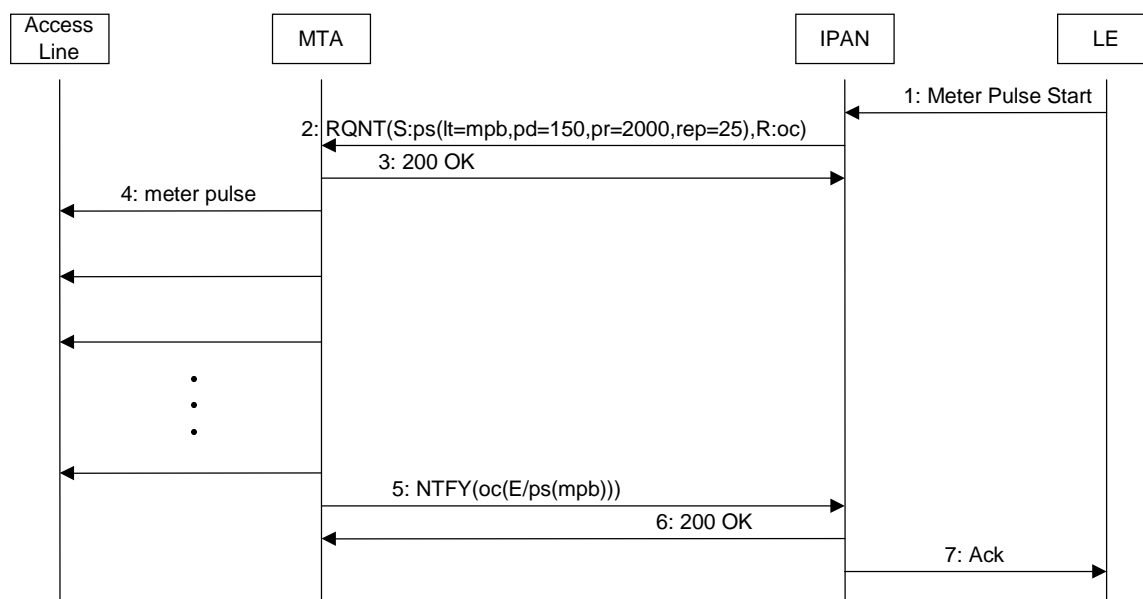 Access
Line
MTA
IPAN
LE
1: Meter Pulse Start
2: RQNT(S:ps(lt=mpb,pd=150,pr=2000,rep=25),R:oc)
3: 200 OK
4: meter pulse
5: NTFY(oc(E/ps(mpb)))
6: 200 OK
7: Ack